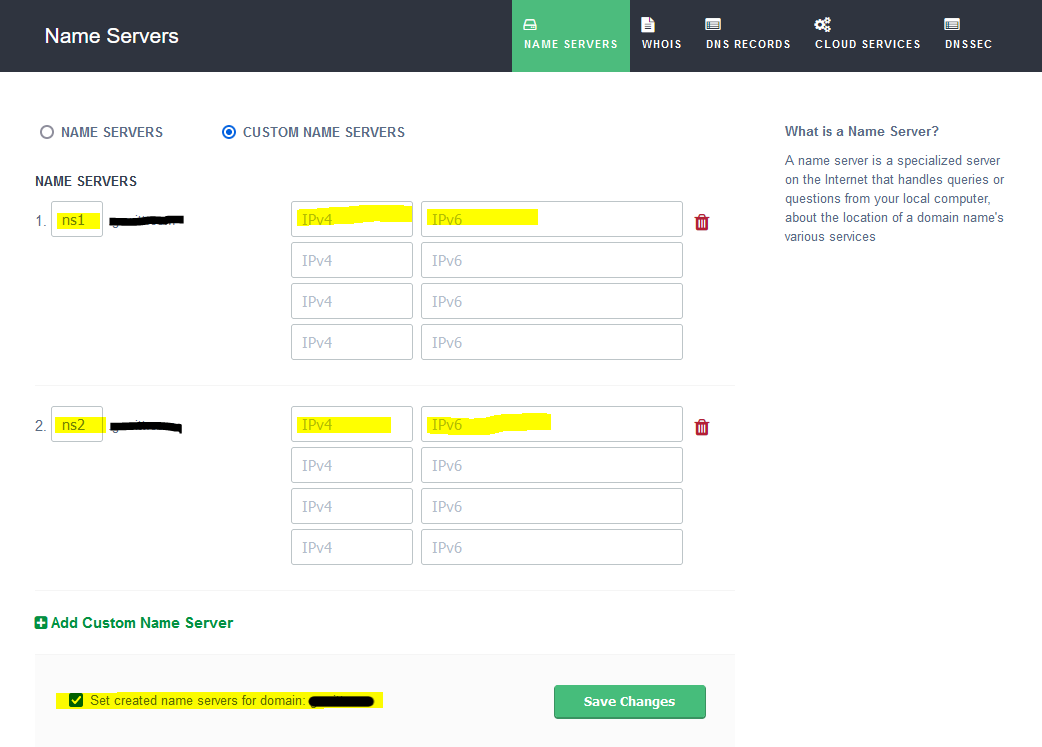 Name Servers
NAME SERVERS
WHOIS
DNS RECORDS
CLOUD SERVICES
DNSSEC
NAME SERVERS
CUSTOM NAME SERVERS
NAME SERVERS
1. ns1 IPv4 IPv6
IPv4 IPv6
IPv4 IPv6
IPv4 IPv6
2. ns2 IPv4 IPv6
IPv4 IPv6
IPv4 IPv6
IPv4 IPv6
Add Custom Name Server
Set created name servers for domain:
Save Changes
What is a Name Server?
A name server is a specialized server
on the Internet that handles queries or
questions from your local computer,
about the location of a domain name's
various services